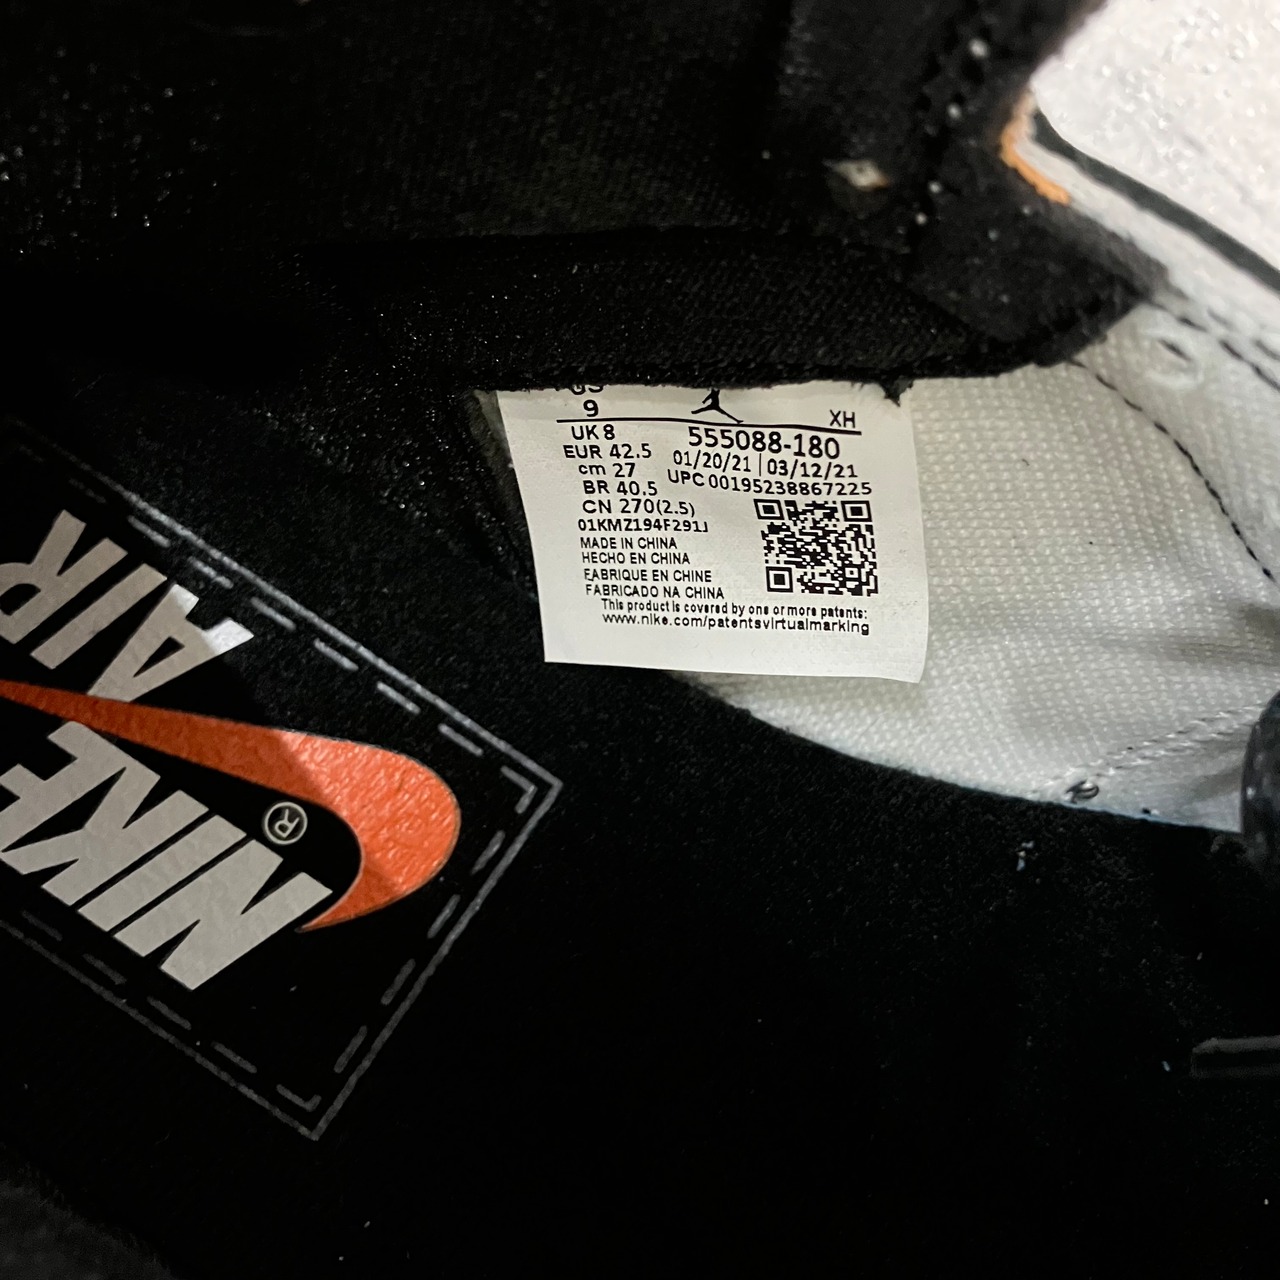 US
9
XH
UK 8
EUR 42.5
cm 27
BR 40.5
CN 270(2.5)
555088-180
01/20/21 | 03/12/21
UPC 00195238867225
01KMZ194F291J
MADE IN CHINA
HECHO EN CHINA
FABRIQUE EN CHINE
FABRICADO NA CHINA
This product is covered by one or more patents:
www.nike.com/patentsvirtualmarking
NIKE ®
AIR